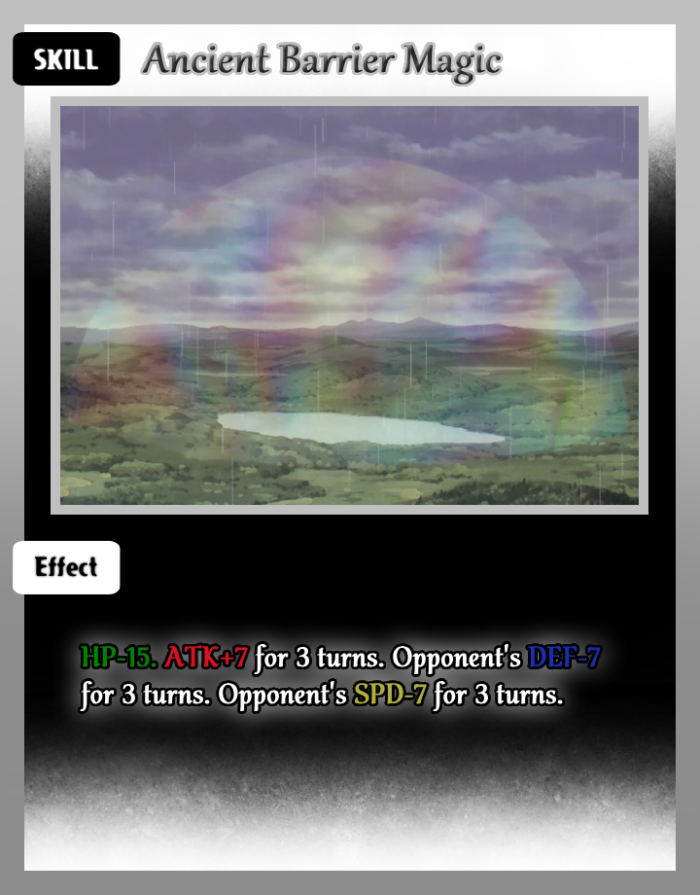 SKILL
Ancient Barrier Magic
Effect
HP-15. ATK+7 for 3 turns. Opponent's DEF-7
for 3 turns. Opponent's SPD-7 for 3 turns.